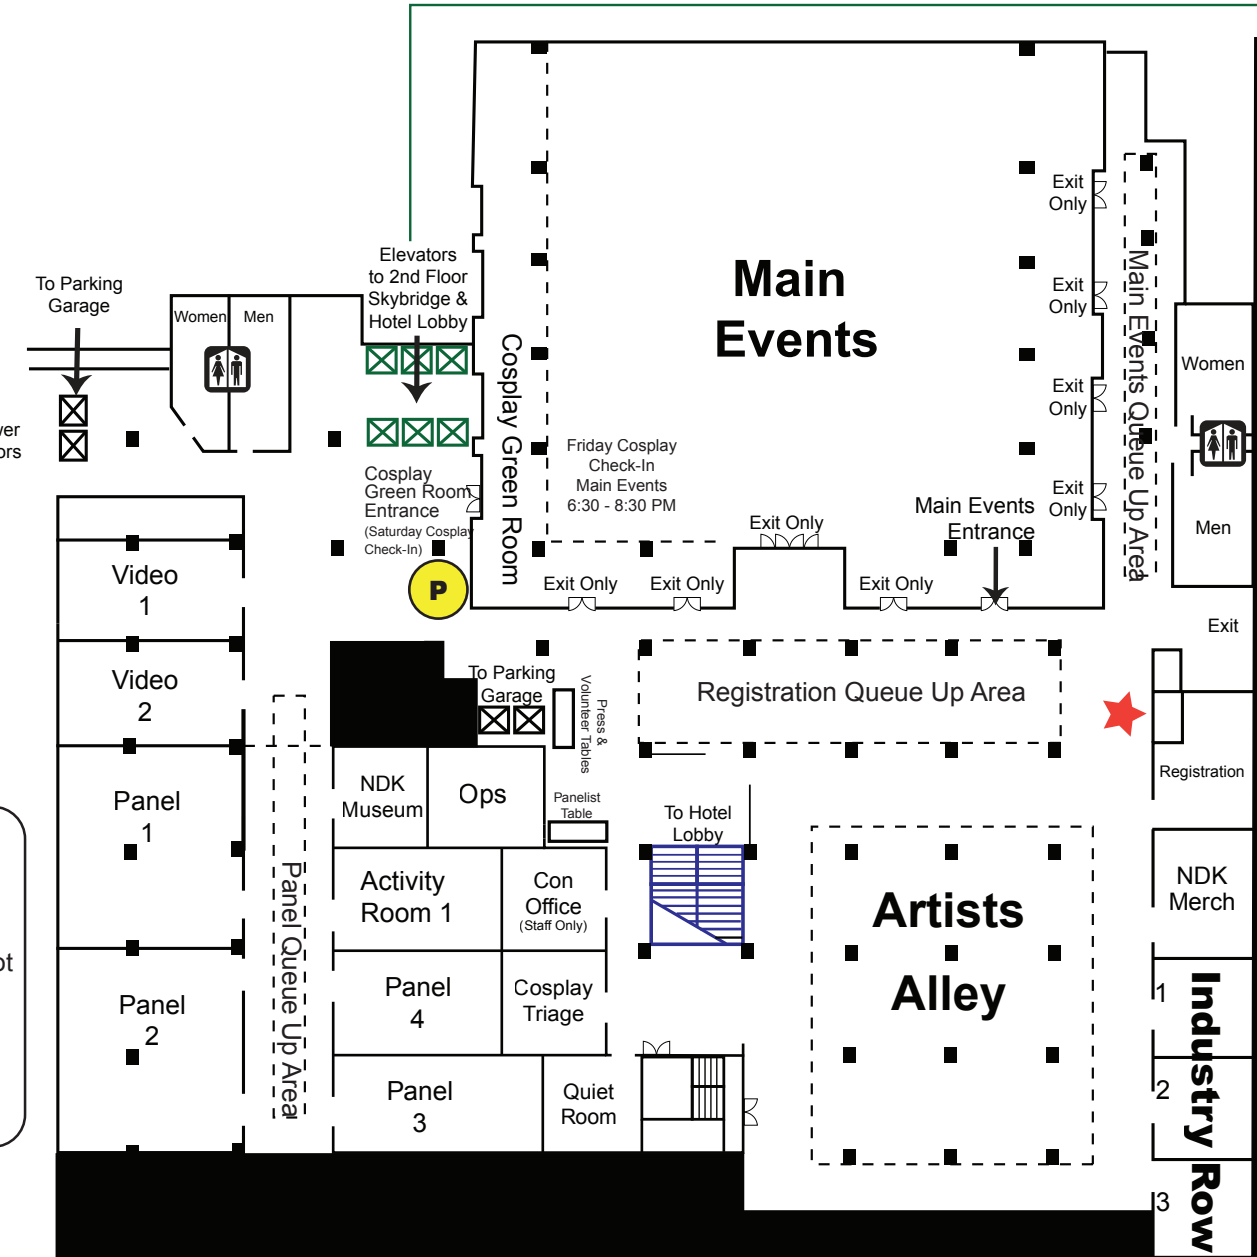 Elevators
to 2nd Floor
Skybridge &
Hotel Lobby
To Parking
Garage
Women
Men
Main
Events
Exit
Only
Exit
Only
Exit
Only
Exit
Only
Main Events Queue Up Area
Women
Men
Cosplay Green Room
Cosplay
Green Room
Entrance
(Saturday Cosplay
Check-In)
Friday Cosplay
Check-In
Main Events
6:30 - 8:30 PM
Main Events
Entrance
Exit Only
Exit Only
Exit Only
Exit Only
P
Video
1
Video
2
Panel
1
Panel
2
Panel Queue Up Area
To Parking
Garage
Press &
Volunteer Tables
Registration Queue Up Area
Exit
Registration
NDK
Museum
Ops
Panelist
Table
To Hotel
Lobby
Activity
Room 1
Con
Office
(Staff Only)
Panel
4
Cosplay
Triage
Panel
3
Quiet
Room
Artists
Alley
NDK
Merch
Industry Row
1
2
3